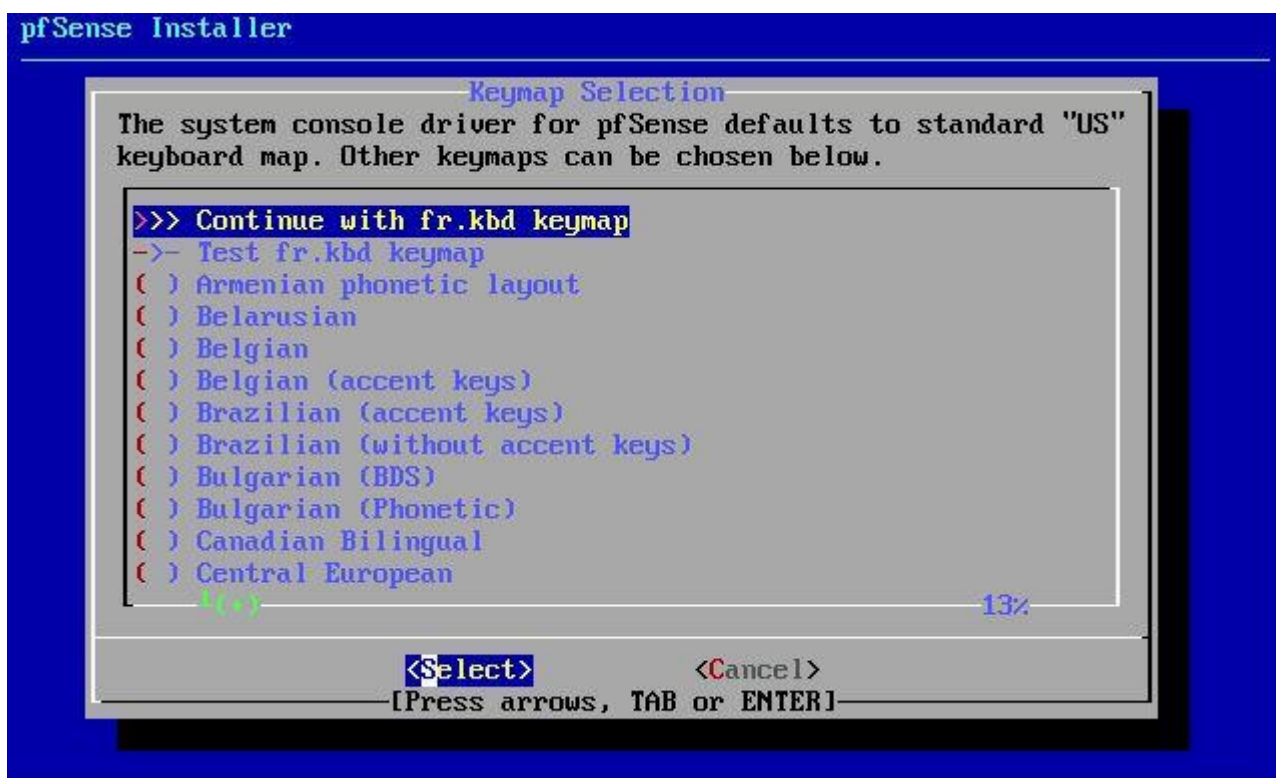 pfSense Installer
Keymap Selection
The system console driver for pfSense defaults to standard "US"
keyboard map. Other keymaps can be chosen below.
>>> Continue with fr.kbd keymap
->- Test fr.kbd keymap
( ) Armenian phonetic layout
( ) Belarusian
( ) Belgian
( ) Belgian (accent keys)
( ) Brazilian (accent keys)
( ) Brazilian (without accent keys)
( ) Bulgarian (BDS)
( ) Bulgarian (Phonetic)
( ) Canadian Bilingual
( ) Central European
┴(+) 13%
<Select> <Cancel>
[Press arrows, TAB or ENTER]